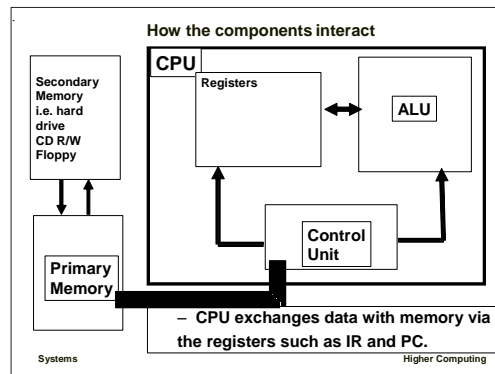 How the components interact
CPU
Secondary
Memory
i.e. hard
drive
CD R/W
Floppy
Registers
ALU
Control
Unit
Primary
Memory
– CPU exchanges data with memory via
the registers such as IR and PC.
Systems
Higher Computing